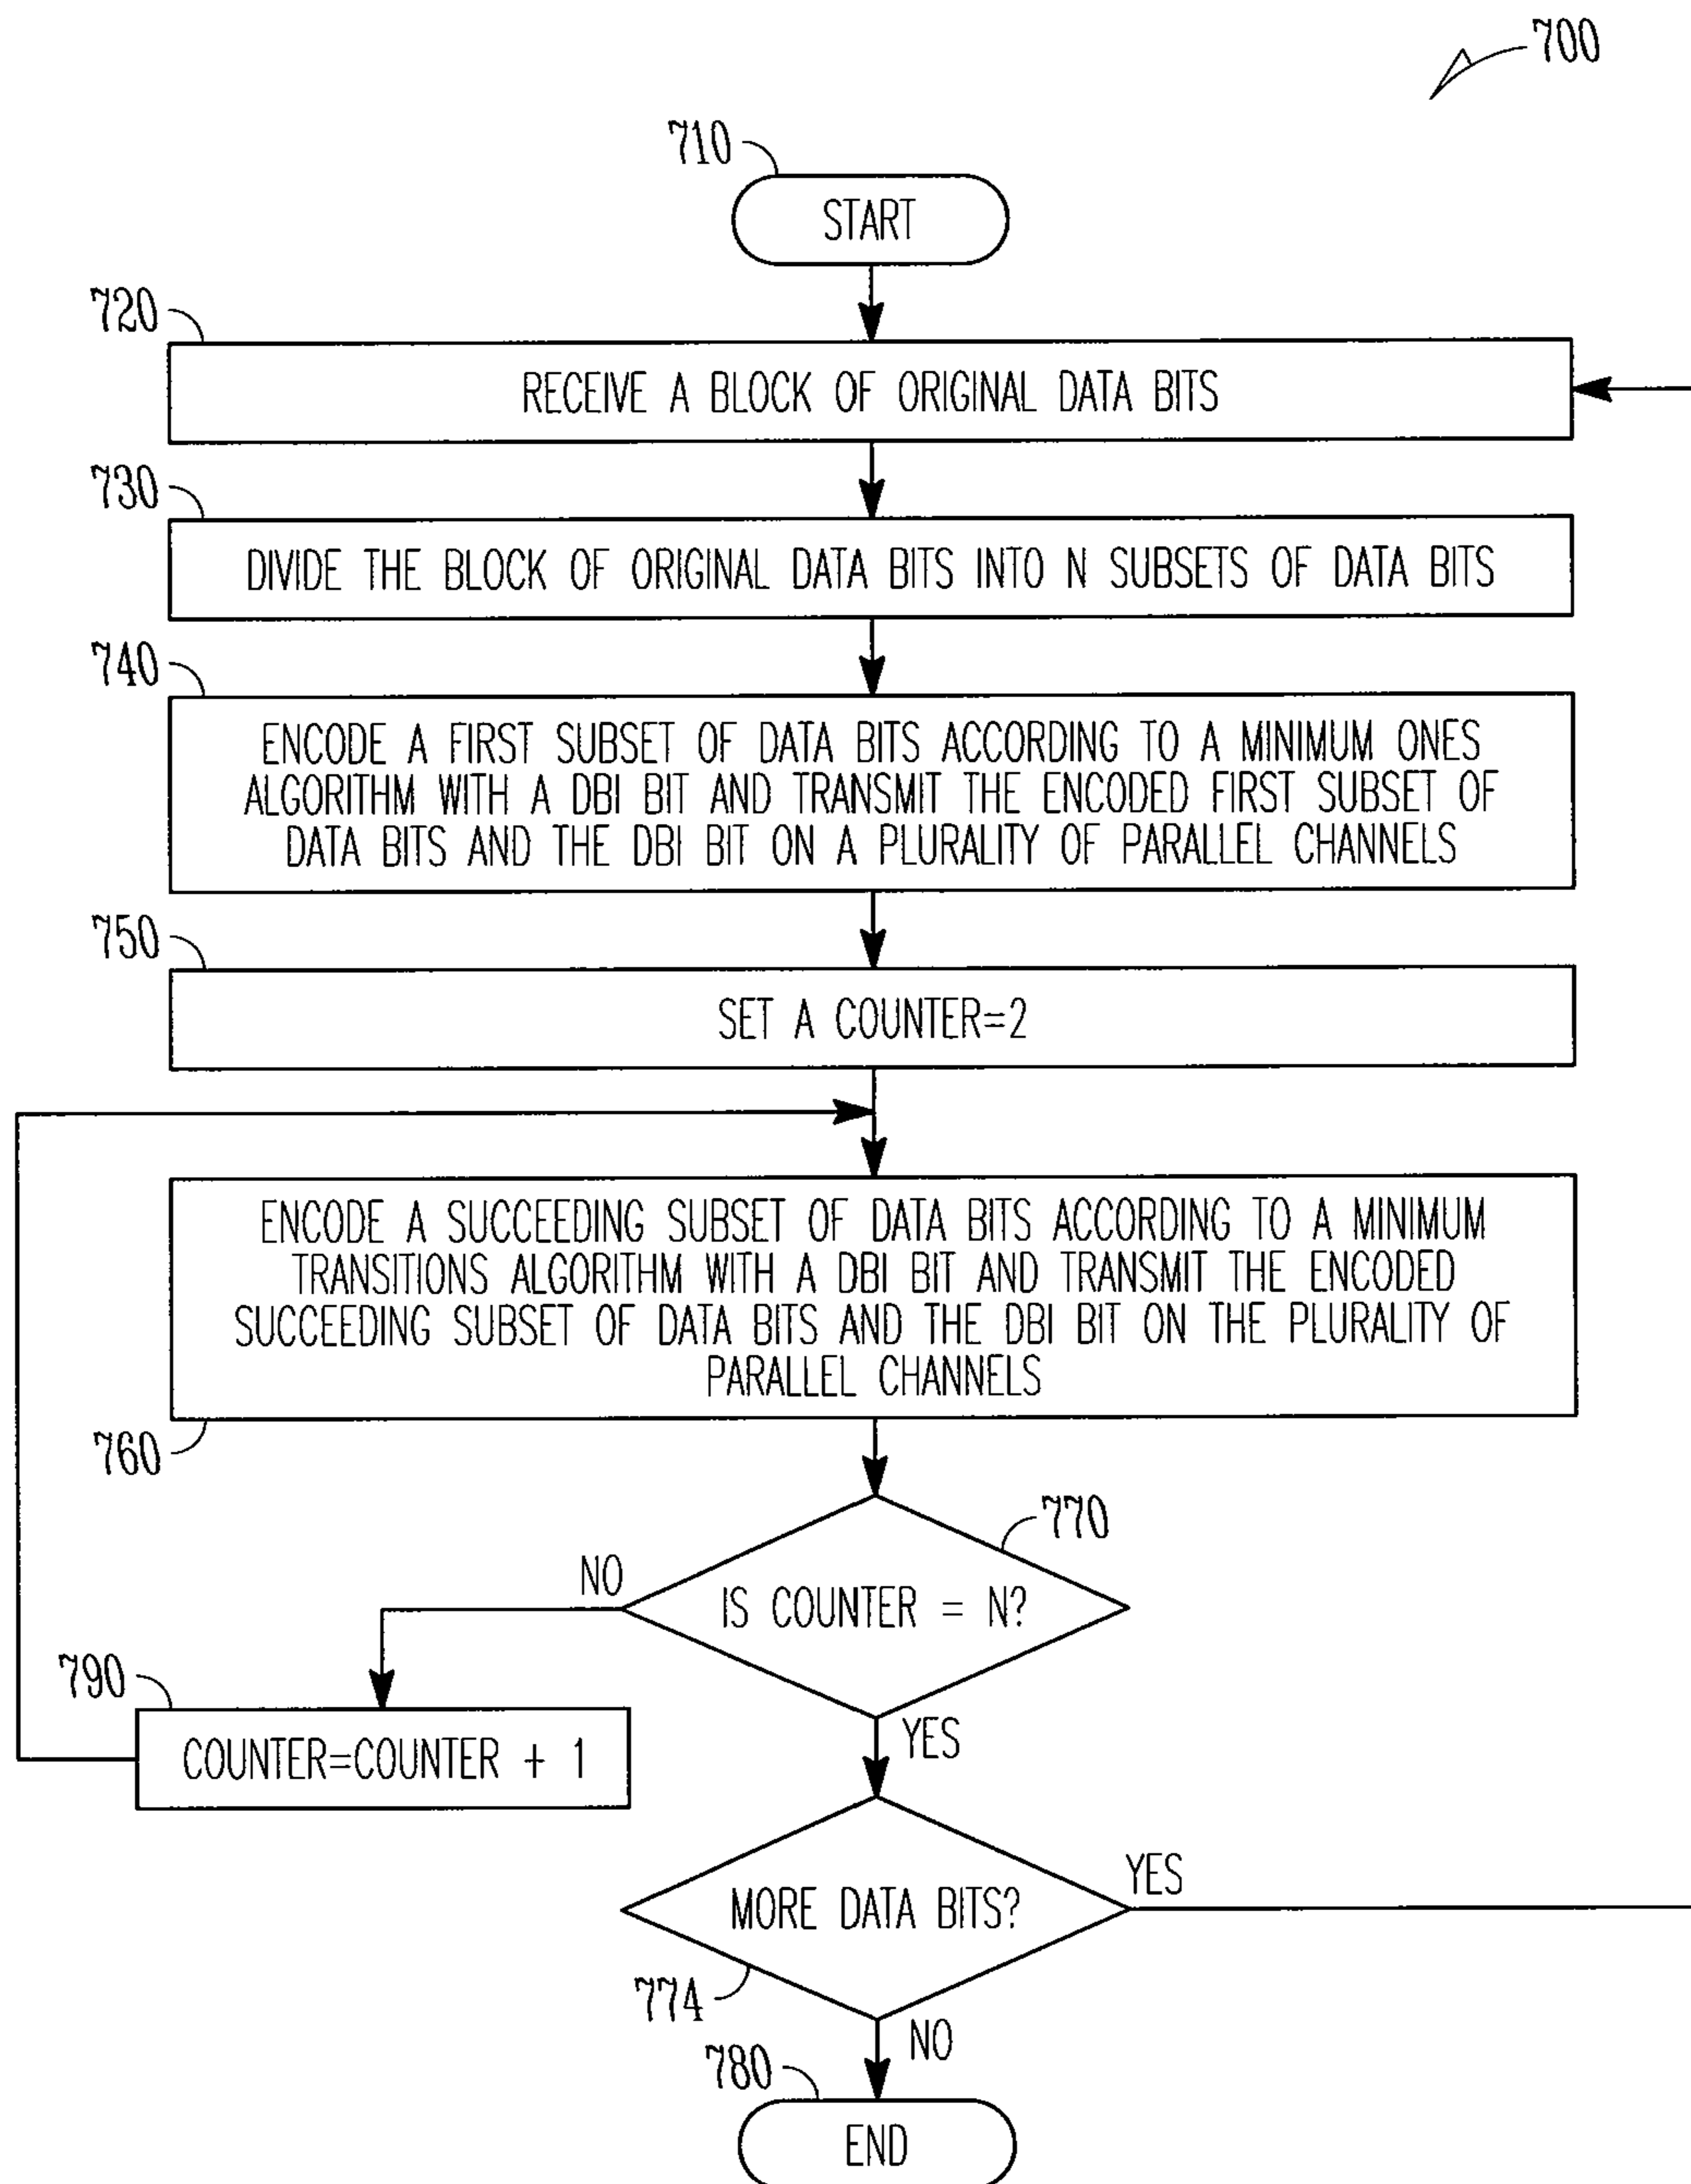 700
710
START
720
RECEIVE A BLOCK OF ORIGINAL DATA BITS
730
DIVIDE THE BLOCK OF ORIGINAL DATA BITS INTO N SUBSETS OF DATA BITS
740
ENCODE A FIRST SUBSET OF DATA BITS ACCORDING TO A MINIMUM ONES
ALGORITHM WITH A DBI BIT AND TRANSMIT THE ENCODED FIRST SUBSET OF
DATA BITS AND THE DBI BIT ON A PLURALITY OF PARALLEL CHANNELS
750
SET A COUNTER=2
ENCODE A SUCCEEDING SUBSET OF DATA BITS ACCORDING TO A MINIMUM
TRANSITIONS ALGORITHM WITH A DBI BIT AND TRANSMIT THE ENCODED
SUCCEEDING SUBSET OF DATA BITS AND THE DBI BIT ON THE PLURALITY OF
PARALLEL CHANNELS
760
770
NO
IS COUNTER = N?
790
YES
COUNTER=COUNTER + 1
YES
MORE DATA BITS?
774
NO
780
END